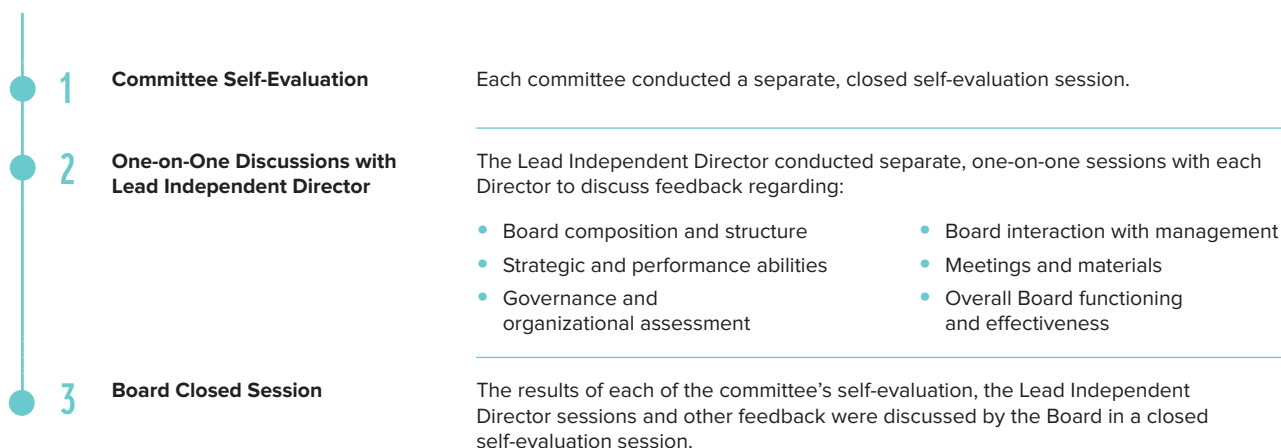 1 Committee Self-Evaluation Each committee conducted a separate, closed self-evaluation session.
2 One-on-One Discussions with
Lead Independent Director
The Lead Independent Director conducted separate, one-on-one sessions with each
Director to discuss feedback regarding:
• Board composition and structure
• Strategic and performance abilities
• Governance and
organizational assessment
• Board interaction with management
• Meetings and materials
• Overall Board functioning
and effectiveness
3 Board Closed Session
The results of each of the committee’s self-evaluation, the Lead Independent
Director sessions and other feedback were discussed by the Board in a closed
self-evaluation session.